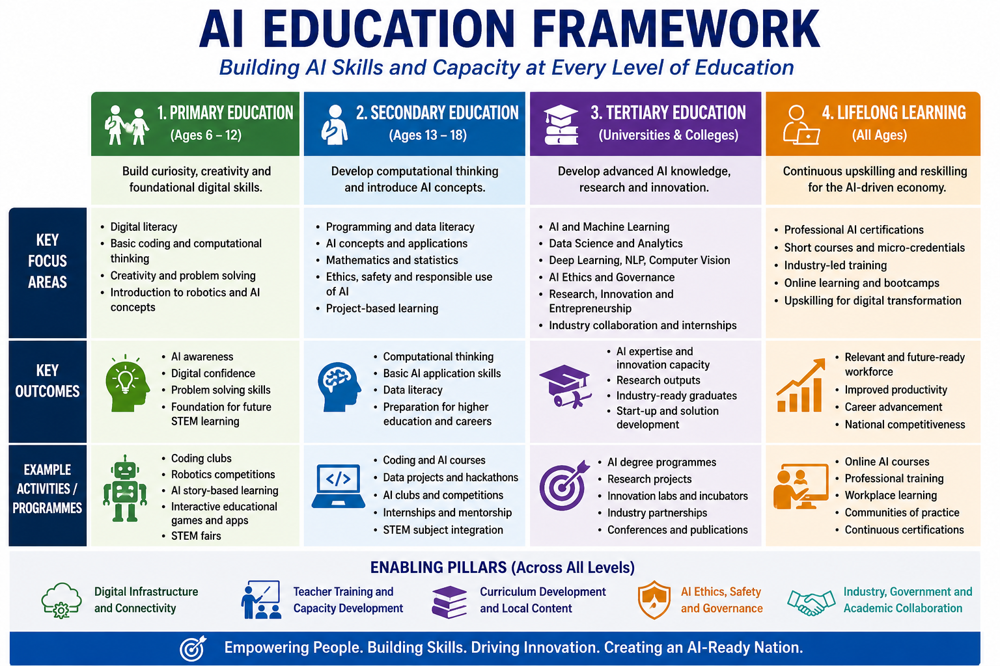 AI EDUCATION FRAMEWORK
Building AI Skills and Capacity at Every Level of Education
1. PRIMARY EDUCATION
(Ages 6 – 12)
Build curiosity, creativity and
foundational digital skills.
2. SECONDARY EDUCATION
(Ages 13 – 18)
Develop computational thinking
and introduce AI concepts.
3. TERTIARY EDUCATION
(Universities & Colleges)
Develop advanced AI knowledge,
research and innovation.
4. LIFELONG LEARNING
(All Ages)
Continuous upskilling and reskilling
for the AI-driven economy.
KEY
FOCUS
AREAS
• Digital literacy
• Basic coding and computational
thinking
• Creativity and problem solving
• Introduction to robotics and AI
concepts
• Programming and data literacy
• AI concepts and applications
• Mathematics and statistics
• Ethics, safety and responsible use
of AI
• Project-based learning
• AI and Machine Learning
• Data Science and Analytics
• Deep Learning, NLP, Computer Vision
• AI Ethics and Governance
• Research, Innovation and
Entrepreneurship
• Industry collaboration and internships
• Professional AI certifications
• Short courses and micro-credentials
• Industry-led training
• Online learning and bootcamps
• Upskilling for digital transformation
KEY
OUTCOMES
• AI awareness
• Digital confidence
• Problem solving skills
• Foundation for future
STEM learning
• Computational thinking
• Basic AI application skills
• Data literacy
• Preparation for higher
education and careers
• AI expertise and
innovation capacity
• Research outputs
• Industry-ready graduates
• Start-up and solution
development
• Relevant and future-ready
workforce
• Improved productivity
• Career advancement
• National competitiveness
EXAMPLE
ACTIVITIES /
PROGRAMMES
• Coding clubs
• Robotics competitions
• AI story-based learning
• Interactive educational
games and apps
• STEM fairs
</>
• Coding and AI courses
• Data projects and hackathons
• AI clubs and competitions
• Internships and mentorship
• STEM subject integration
• AI degree programmes
• Research projects
• Innovation labs and incubators
• Industry partnerships
• Conferences and publications
• Online AI courses
• Professional training
• Workplace learning
• Communities of practice
• Continuous certifications
ENABLING PILLARS (Across All Levels)
Digital Infrastructure
and Connectivity
Teacher Training and
Capacity Development
Curriculum Development
and Local Content
AI Ethics, Safety
and Governance
Industry, Government and
Academic Collaboration
Empowering People. Building Skills. Driving Innovation. Creating an AI-Ready Nation.